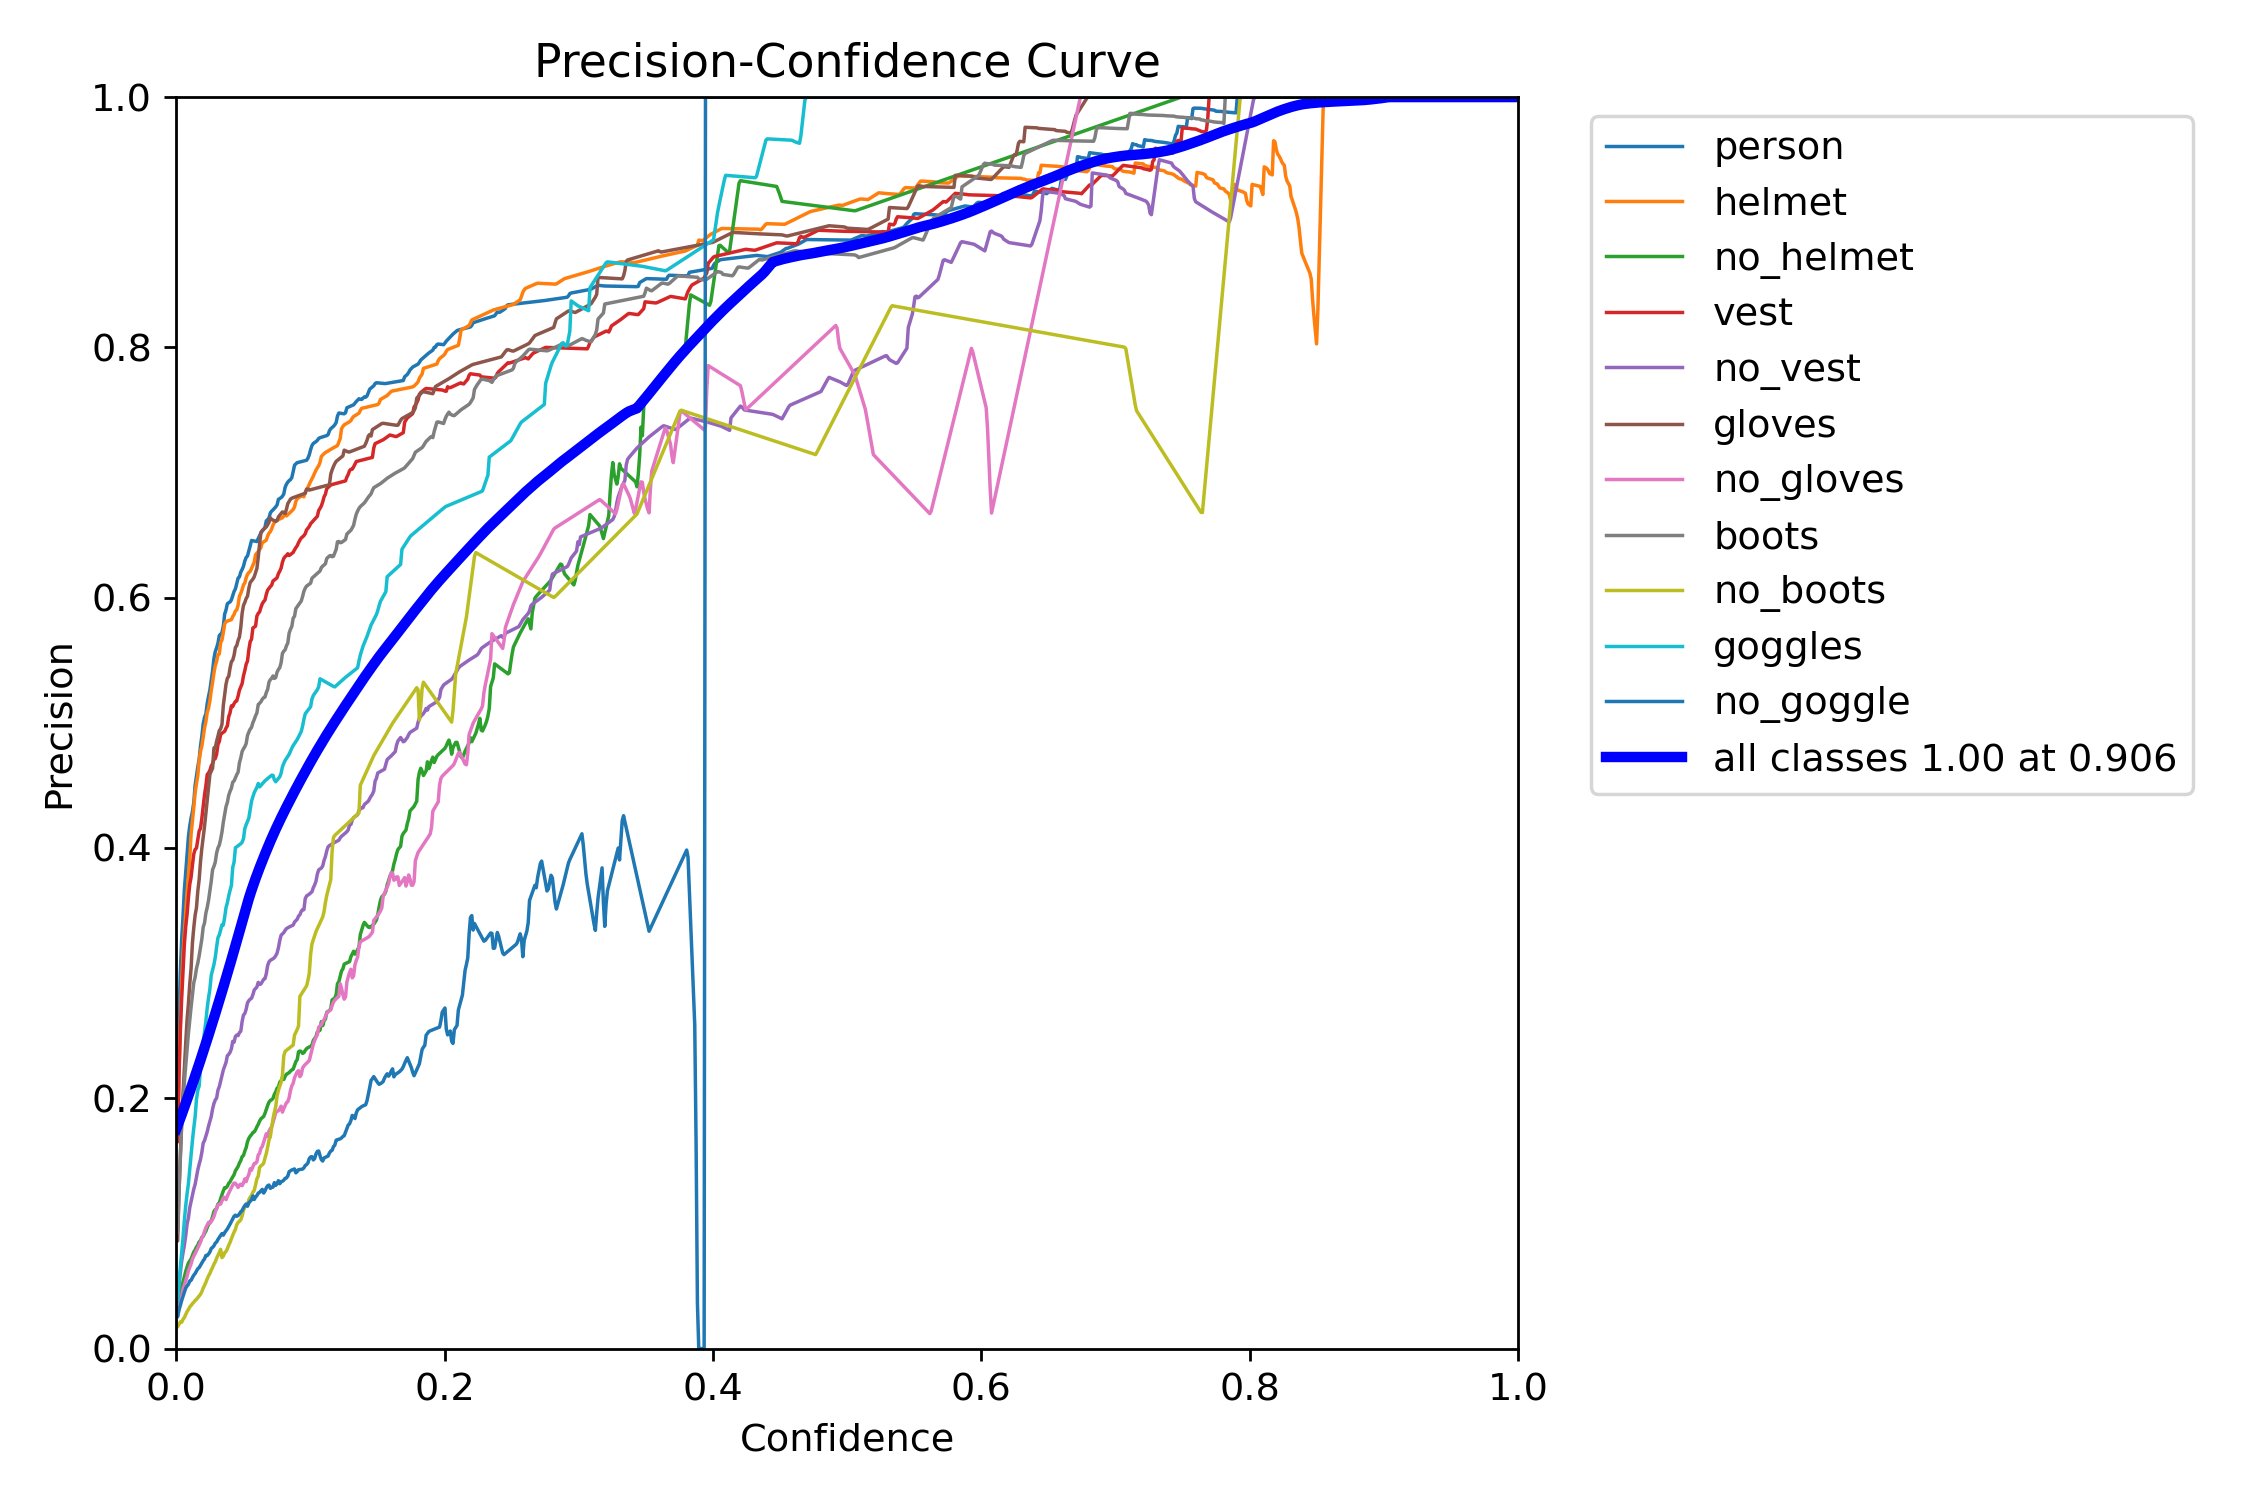 Precision-Confidence Curve
1.0
0.8
0.6
0.4
0.2
0.0
Precision
0.0 0.2 0.4 0.6 0.8 1.0
Confidence
person
helmet
no_helmet
vest
no_vest
gloves
no_gloves
boots
no_boots
goggles
no_goggle
all classes 1.00 at 0.906